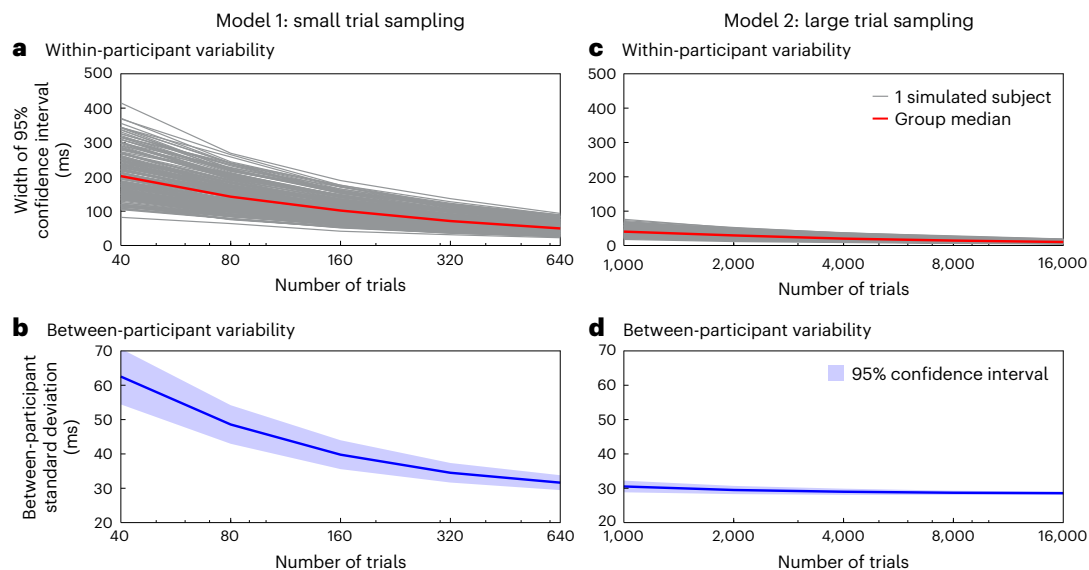 Model 1: small trial sampling
a Within-participant variability
Width of 95%
confidence interval
(ms)
500
400
300
200
100
0
40 80 160 320 640
Number of trials
b Between-participant variability
Between-participant
standard deviation
(ms)
70
60
50
40
30
20
40 80 160 320 640
Number of trials
Model 2: large trial sampling
c Within-participant variability
500
400
300
200
100
0
1 simulated subject
Group median
1,000 2,000 4,000 8,000 16,000
Number of trials
d Between-participant variability
70
60
50
40
30
20
95% confidence interval
1,000 2,000 4,000 8,000 16,000
Number of trials